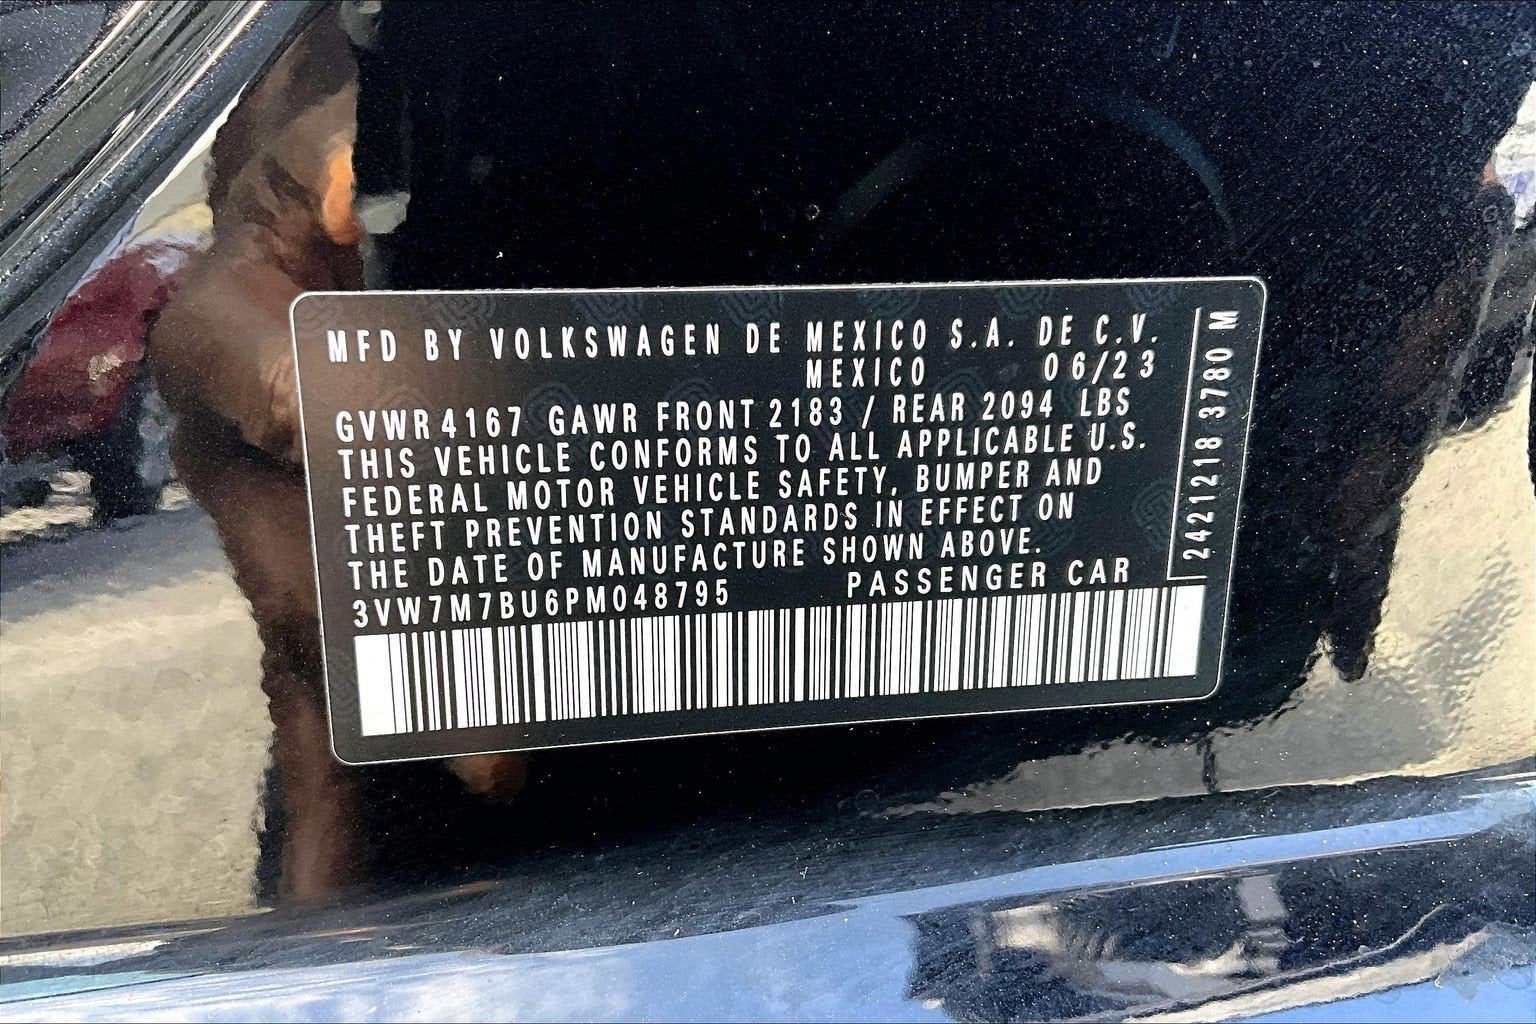 MFD BY VOLKSWAGEN DE MEXICO S.A. DE C.V.
MEXICO 06/23
GVWR 4167 GAWR FRONT 2183 / REAR 2094 LBS
THIS VEHICLE CONFORMS TO ALL APPLICABLE U.S.
FEDERAL MOTOR VEHICLE SAFETY, BUMPER AND
THEFT PREVENTION STANDARDS IN EFFECT ON
THE DATE OF MANUFACTURE SHOWN ABOVE.
3VW7M7BU6PM048795 PASSENGER CAR
2421218 3780 M